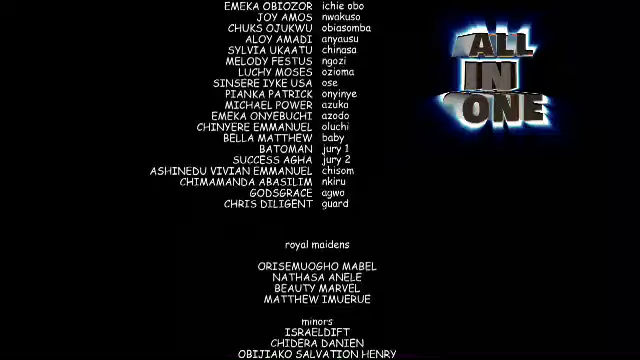 EMEKA OBIOZOR ichie obo
JOY AMOS nwakuso
CHUKS OJUKWU obiasomba
ALOY AMADI anyausu
SYLVIA UKAATU chinasa
MELODY FESTUS ngozi
LUCHY MOSES ozioma
SINSERE IYKE USA ose
PIANKA PATRICK onyinye
MICHAEL POWER azuka
EMEKA ONYEBUCHI azodo
CHINYERE EMMANUEL oluchi
BELLA MATTHEW baby
BATOMAN jury 1
SUCCESS AGHA jury 2
ASHINEDU VIVIAN EMMANUEL chisom
CHIMAMANDA ABASILIM nkiru
GODSGRACE agwo
CHRIS DILIGENT guard
royal maidens
ORISEMUOGHO MABEL
NATHASA ANELE
BEAUTY MARVEL
MATTHEW IMUERUE
minors
ISRAELDIFT
CHIDERA DANIEN
OBIJIAKO SALVATION HENRY
ALL
IN
ONE